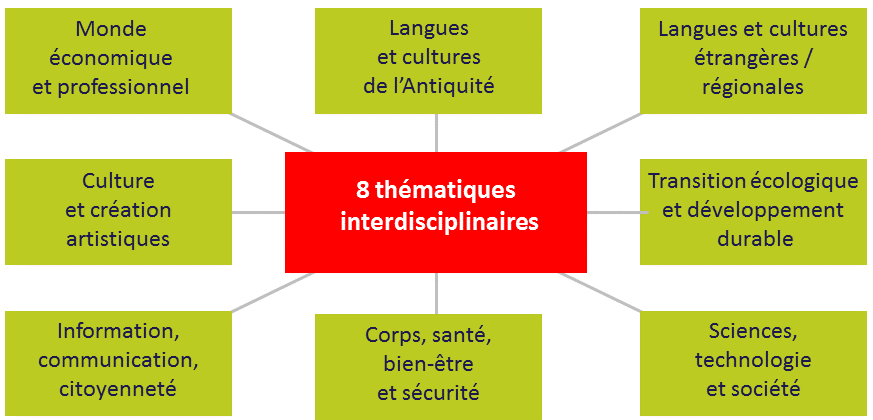 Monde
économique
et professionnel
Langues
et cultures
de l’Antiquité
Langues et cultures
étrangères /
régionales
Culture
et création
artistiques
8 thématiques
interdisciplinaires
Transition écologique
et développement
durable
Information,
communication,
citoyenneté
Corps, santé,
bien-être
et sécurité
Sciences,
technologie
et société